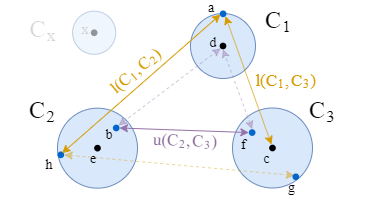 a
C₁
Cₓ
x
d
l(C₁,C₂)
l(C₁,C₃)
C₂
C₃
b
f
u(C₂,C₃)
h
e
c
g